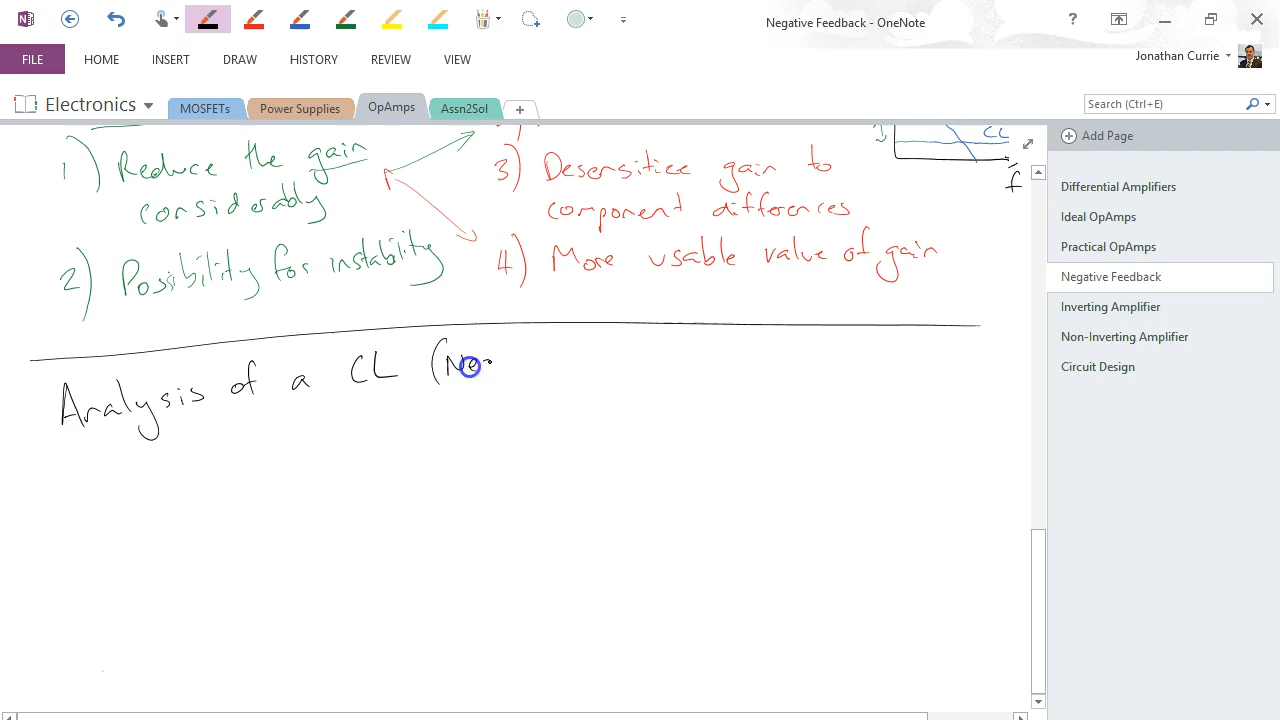 Negative Feedback - OneNote
?
FILE
HOME
INSERT
DRAW
HISTORY
REVIEW
VIEW
Jonathan Currie
Electronics
MOSFETs
Power Supplies
OpAmps
Assn2Sol
+
Search (Ctrl+E)
Add Page
Differential Amplifiers
Ideal OpAmps
Practical OpAmps
Negative Feedback
Inverting Amplifier
Non-Inverting Amplifier
Circuit Design
1) Reduce the gain
considerably
2) Possibility for instability
3) Desensitice gain to
component differences
4) More usable value of gain
CL
f
Analysis of a CL (Ne